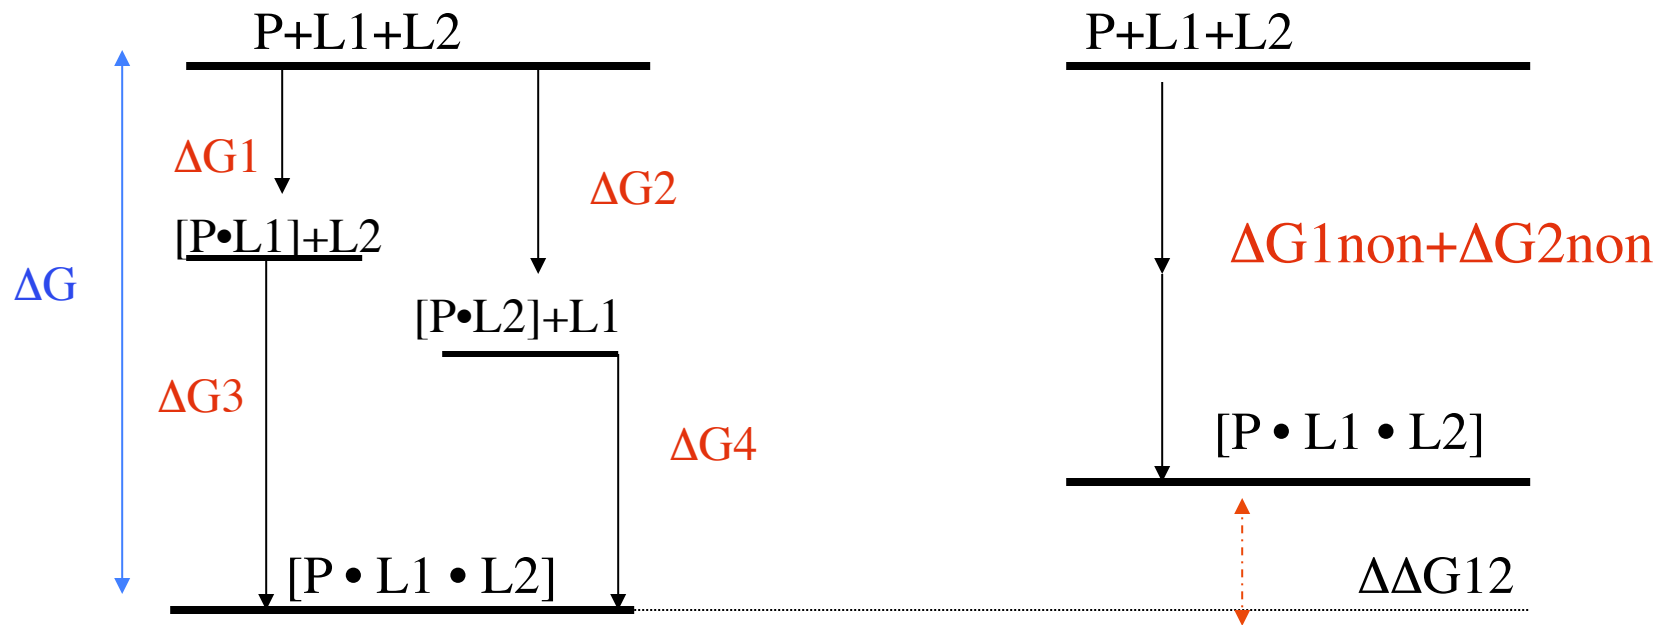 P+L1+L2
P+L1+L2
ΔG1
ΔG2
[P•L1]+L2
ΔG1non+ΔG2non
ΔG
[P•L2]+L1
ΔG3
ΔG4
[P • L1 • L2]
[P • L1 • L2]
ΔΔG12